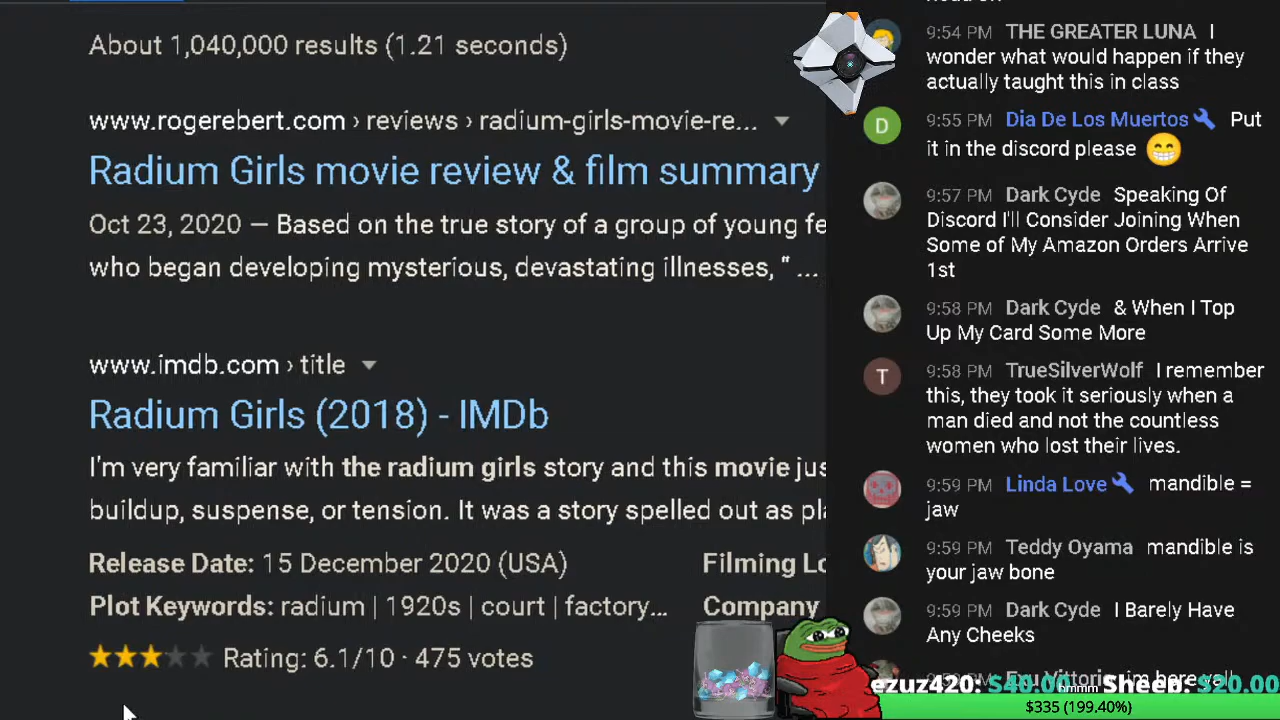 About 1,040,000 results (1.21 seconds)
www.rogerebert.com › reviews › radium-girls-movie-re...
Radium Girls movie review & film summary
Oct 23, 2020 — Based on the true story of a group of young fe
who began developing mysterious, devastating illnesses, “ ...
www.imdb.com › title
Radium Girls (2018) - IMDb
I'm very familiar with the radium girls story and this movie jus
buildup, suspense, or tension. It was a story spelled out as pla
Release Date: 15 December 2020 (USA)
Filming Lo
Plot Keywords: radium | 1920s | court | factory...
Company
Rating: 6.1/10 · 475 votes
9:54 PM THE GREATER LUNA I
wonder what would happen if they
actually taught this in class
D
9:55 PM Dia De Los Muertos Put
it in the discord please
9:57 PM Dark Cyde Speaking Of
Discord I'll Consider Joining When
Some of My Amazon Orders Arrive
1st
9:58 PM Dark Cyde & When I Top
Up My Card Some More
T
9:58 PM TrueSilverWolf I remember
this, they took it seriously when a
man died and not the countless
women who lost their lives.
9:59 PM Linda Love mandible =
jaw
9:59 PM Teddy Oyama mandible is
your jaw bone
9:59 PM Dark Cyde I Barely Have
Any Cheeks
ezuz420: $40.00 Sheep: $20.00
hmmm
$335 (199.40%)